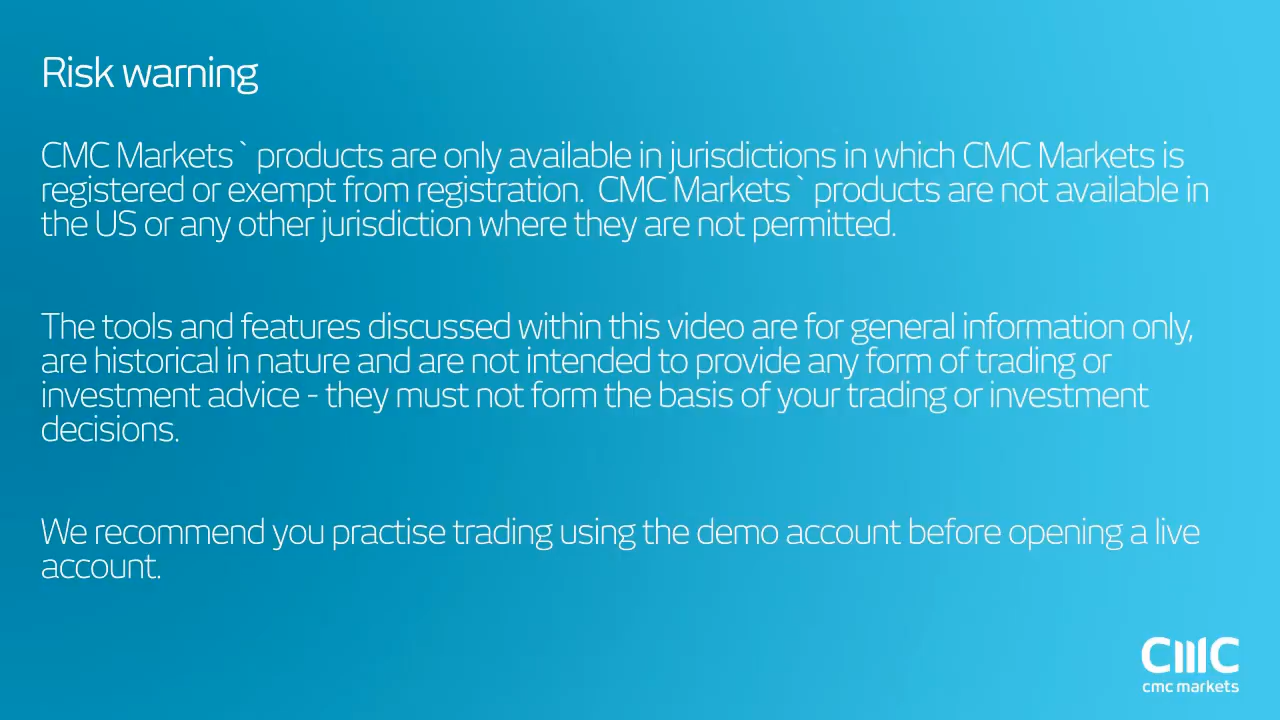 Risk warning
CMC Markets` products are only available in jurisdictions in which CMC Markets is
registered or exempt from registration.  CMC Markets` products are not available in
the US or any other jurisdiction where they are not permitted.
The tools and features discussed within this video are for general information only,
are historical in nature and are not intended to provide any form of trading or
investment advice - they must not form the basis of your trading or investment
decisions.
We recommend you practise trading using the demo account before opening a live
account.
CMC
cmc markets